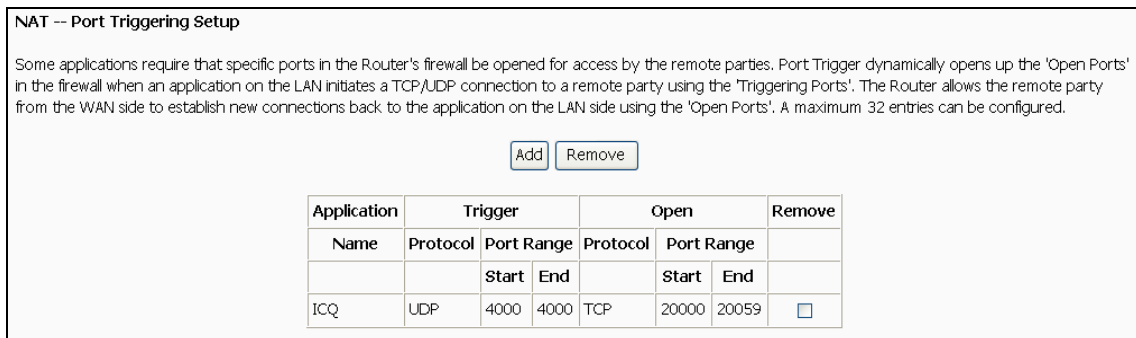 NAT -- Port Triggering Setup
Some applications require that specific ports in the Router's firewall be opened for access by the remote parties. Port Trigger dynamically opens up the 'Open Ports'
in the firewall when an application on the LAN initiates a TCP/UDP connection to a remote party using the 'Triggering Ports'. The Router allows the remote party
from the WAN side to establish new connections back to the application on the LAN side using the 'Open Ports'. A maximum 32 entries can be configured.
Add Remove
Application Trigger Open Remove
Name Protocol Port Range Protocol Port Range
Start End Start End
ICQ UDP 4000 4000 TCP 20000 20059